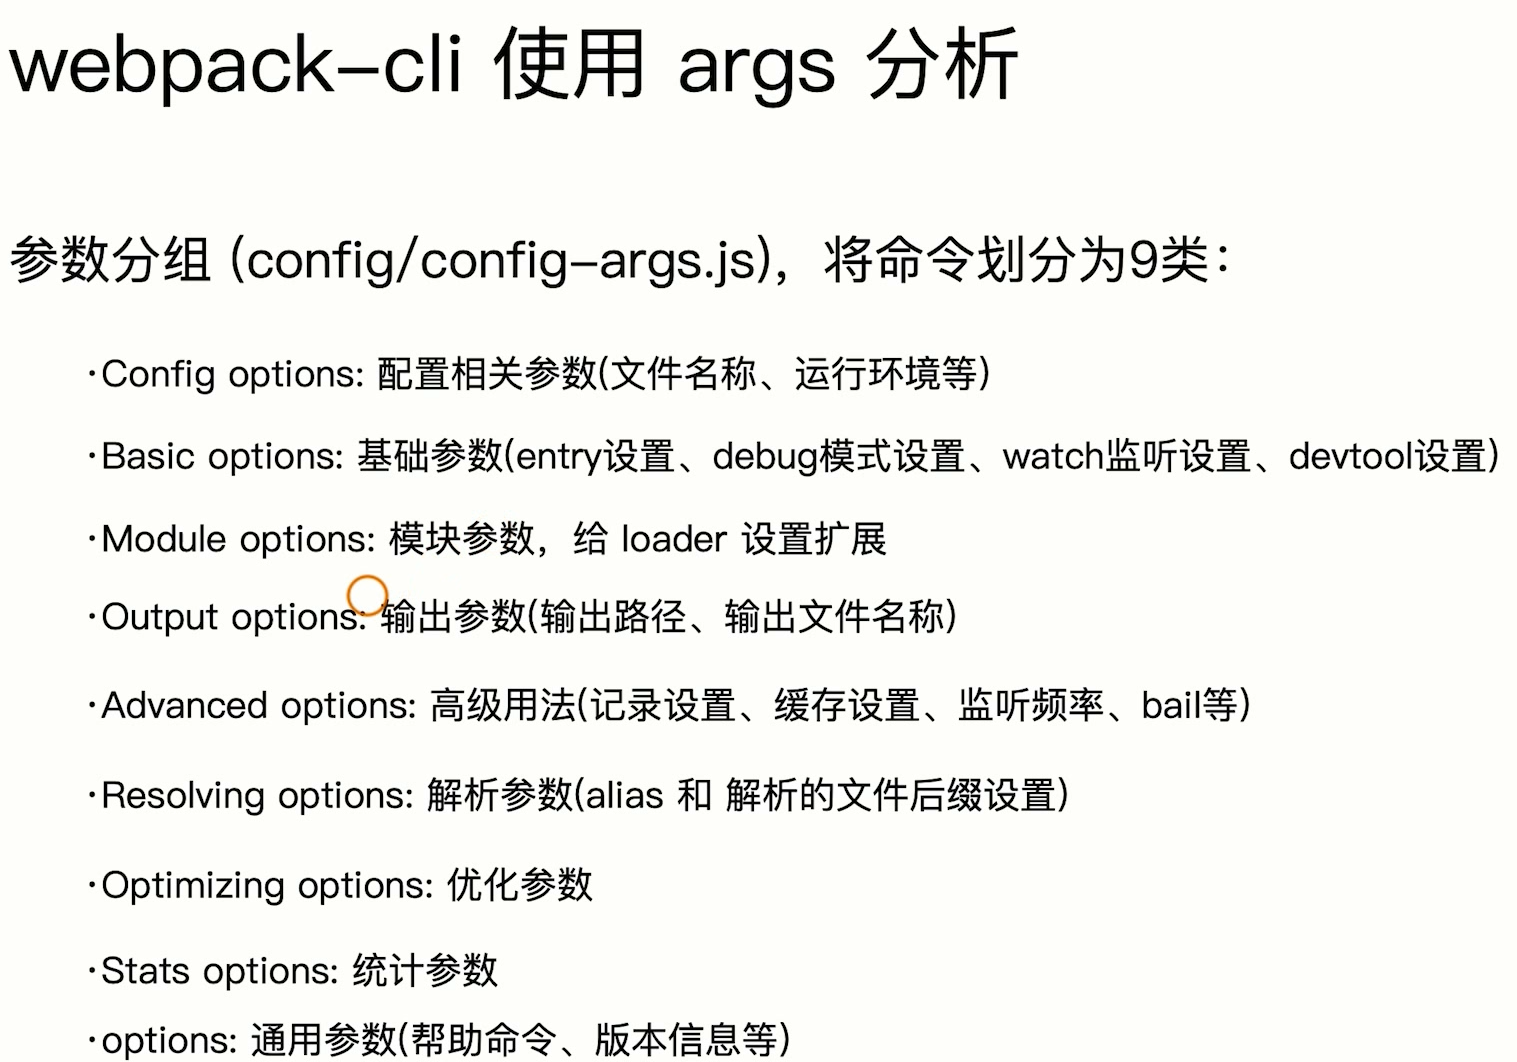 webpack-cli 使用 args 分析
参数分组 (config/config-args.js)，将命令划分为9类：
·Config options: 配置相关参数(文件名称、运行环境等)
·Basic options: 基础参数(entry设置、debug模式设置、watch监听设置、devtool设置)
·Module options: 模块参数，给 loader 设置扩展
·Output options: 输出参数(输出路径、输出文件名称)
·Advanced options: 高级用法(记录设置、缓存设置、监听频率、bail等)
·Resolving options: 解析参数(alias 和 解析的文件后缀设置)
·Optimizing options: 优化参数
·Stats options: 统计参数
·options: 通用参数(帮助命令、版本信息等)